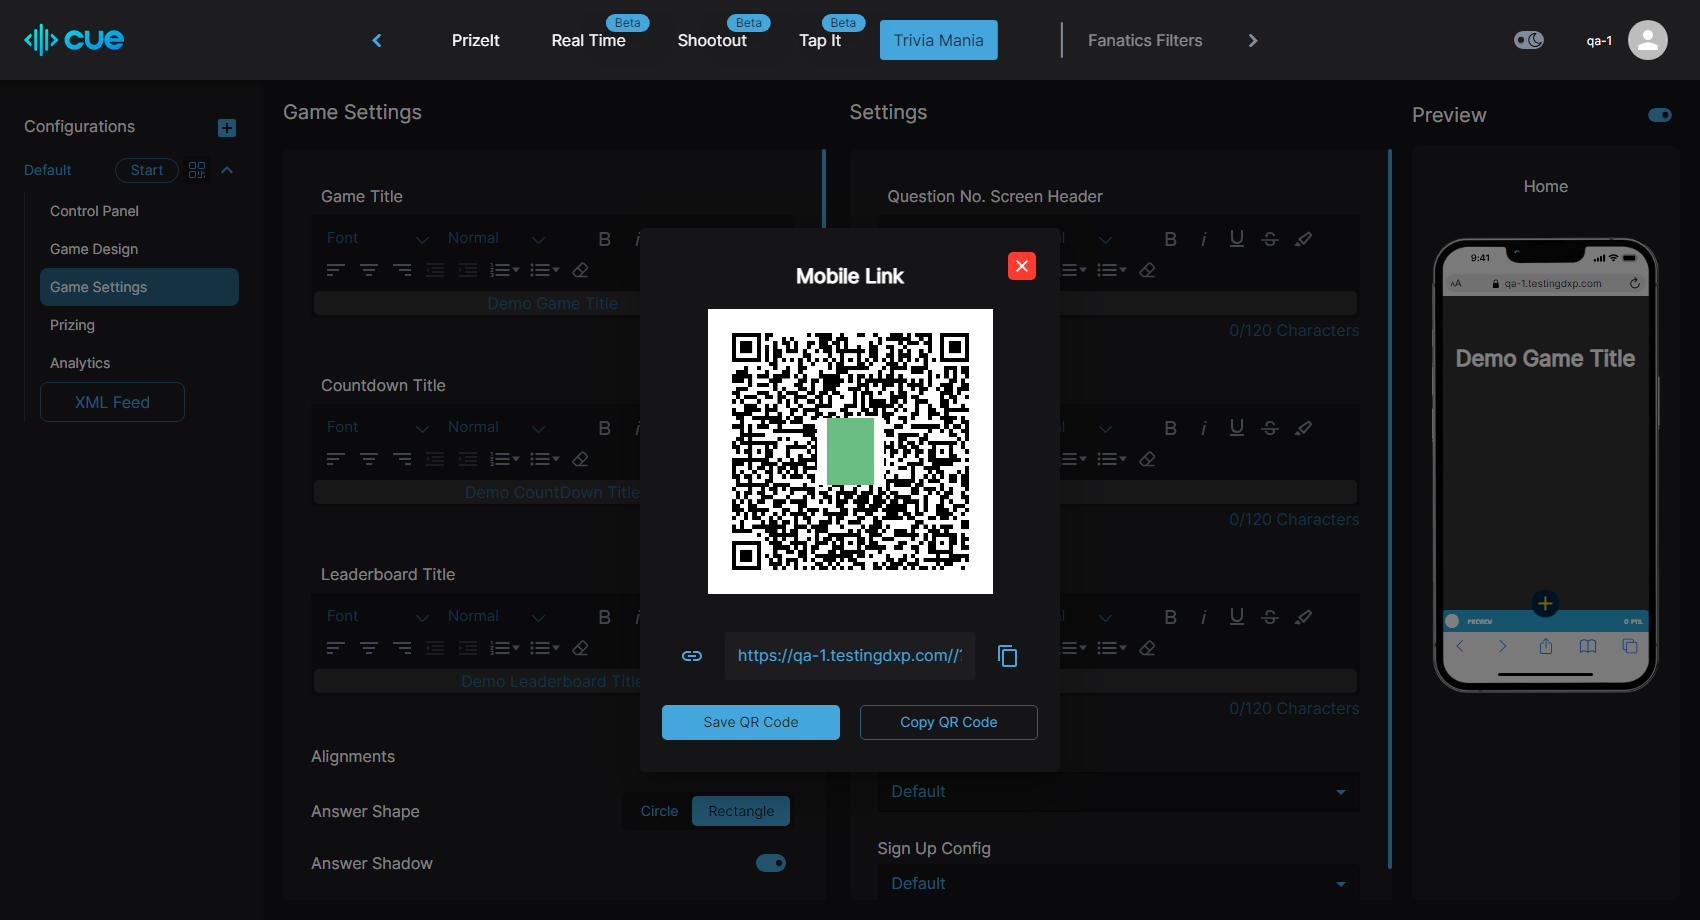 cue
PrizeIt
Real Time
Beta
Shootout
Beta
Tap It
Beta
Trivia Mania
Fanatics Filters
qa-1
Configurations
Default
Start
Control Panel
Game Design
Game Settings
Prizing
Analytics
XML Feed
Game Settings
Game Title
Font
Normal
B
i
Demo Game Title
Countdown Title
Font
Normal
B
i
Demo CountDown Title
Leaderboard Title
Font
Normal
B
i
Demo Leaderboard Title
Alignments
Answer Shape
Circle
Rectangle
Answer Shadow
Mobile Link
https://qa-1.testingdxp.com//?
Save QR Code
Copy QR Code
Settings
Question No. Screen Header
B
i
U
S
0/120 Characters
B
i
U
S
0/120 Characters
B
i
U
S
0/120 Characters
Default
Sign Up Config
Default
Preview
Home
9:41
AA
qa-1.testingdxp.com
Demo Game Title
PREVIEW
0 PTS.